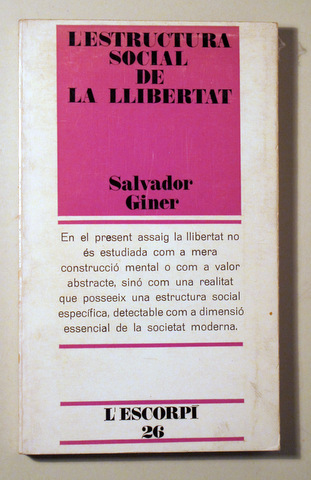 L'ESTRUCTURA
SOCIAL
DE
LA LLIBERTAT
Salvador
Giner
En el present assaig la llibertat no
és estudiada com a mera
construcció mental o com a valor
abstracte, sinó com una realitat
que posseeix una estructura social
específica, detectable com a dimensió
essencial de la societat moderna.
L'ESCORPÍ
26